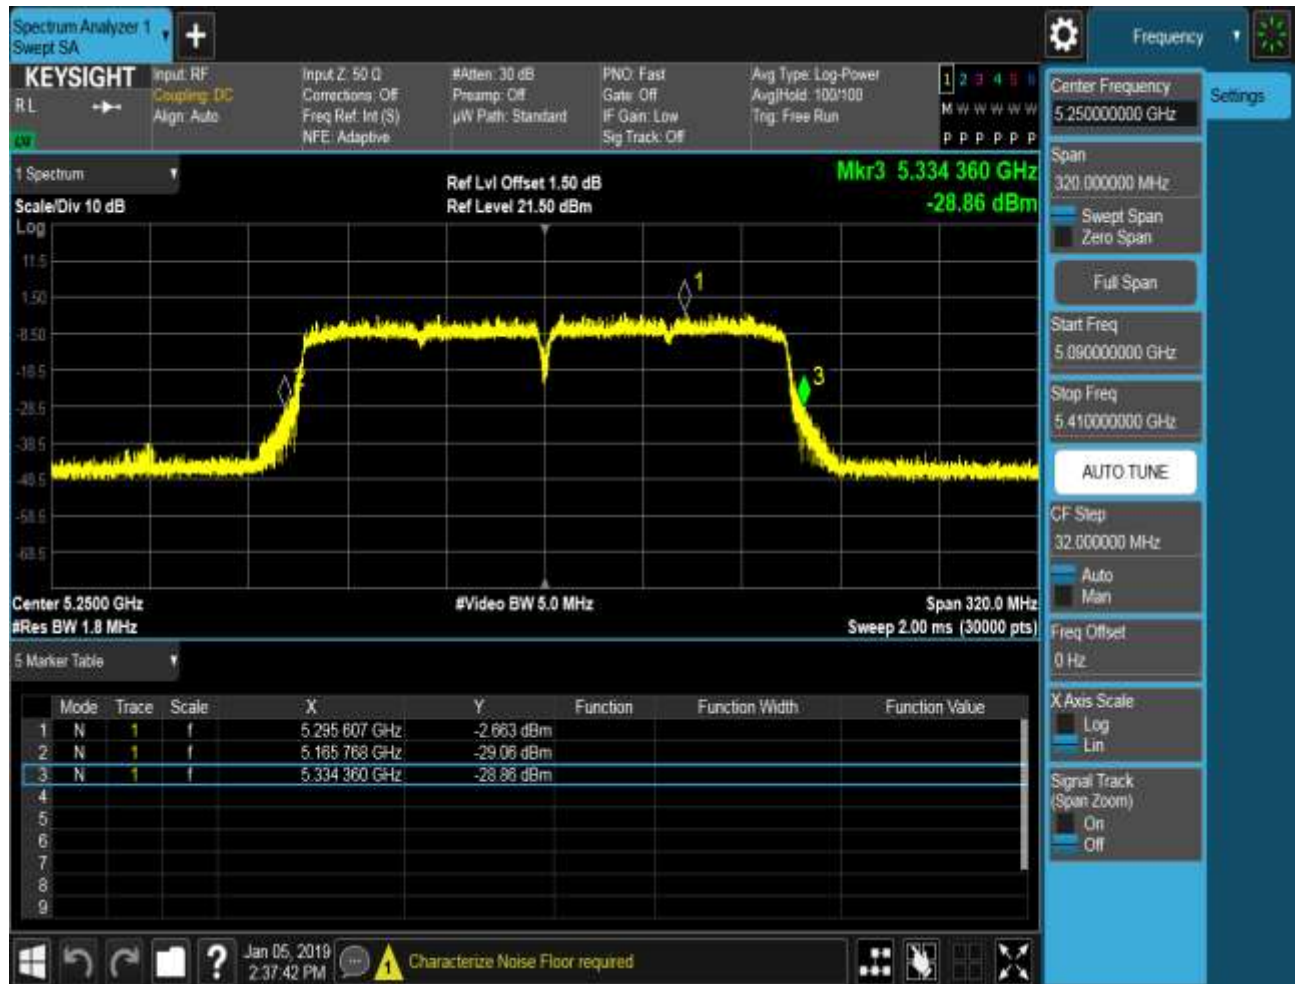 Spectrum Analyzer 1
Swept SA
+
Frequency
KEYSIGHT
RL
Input: RF
Coupling: DC
Align: Auto
Input Z: 50 Ω
Corrections: Off
Freq Ref: Int (S)
NFE: Adaptive
#Atten: 30 dB
Preamp: Off
µW Path: Standard
PNO: Fast
Gate: Off
IF Gain: Low
Sig Track: Off
Avg Type: Log-Power
Avg|Hold: 100/100
Trig: Free Run
1 2 3 4 5 6
M W W W W W
P P P P P P
1 Spectrum
Scale/Div 10 dB
Ref Lvl Offset 1.50 dB
Ref Level 21.50 dBm
Mkr3 5.334 360 GHz
-28.86 dBm
Log
11.5
1.50
-8.50
-18.5
-28.5
-38.5
-48.5
-58.5
-68.5
1
3
Center 5.2500 GHz
#Video BW 5.0 MHz
Span 320.0 MHz
#Res BW 1.8 MHz
Sweep 2.00 ms (30000 pts)
5 Marker Table
Mode Trace Scale X Y Function Function Width Function Value
1 N 1 f 5.295 607 GHz -2.663 dBm
2 N 1 f 5.165 768 GHz -29.06 dBm
3 N 1 f 5.334 360 GHz -28.86 dBm
4
5
6
7
8
9
Center Frequency
5.250000000 GHz
Settings
Span
320.000000 MHz
Swept Span
Zero Span
Full Span
Start Freq
5.090000000 GHz
Stop Freq
5.410000000 GHz
AUTO TUNE
CF Step
32.000000 MHz
Auto
Man
Freq Offset
0 Hz
X Axis Scale
Log
Lin
Signal Track
(Span Zoom)
On
Off
?
Jan 05, 2019
2:37:42 PM
1
Characterize Noise Floor required